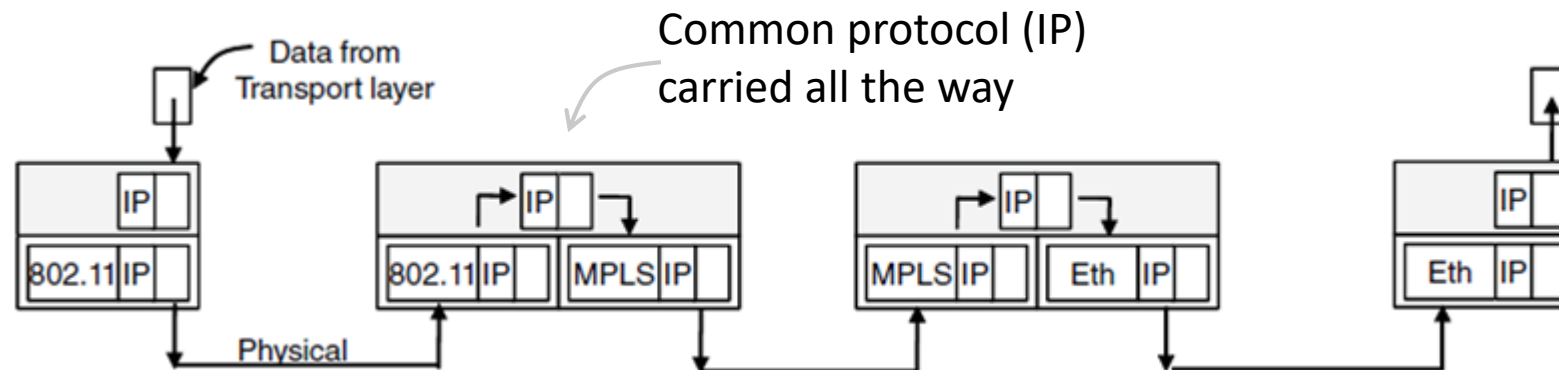 Data from
Transport layer
Common protocol (IP)
carried all the way
IP
IP
IP
IP
802.11 IP
802.11 IP
MPLS IP
MPLS IP
Eth IP
Eth IP
Physical